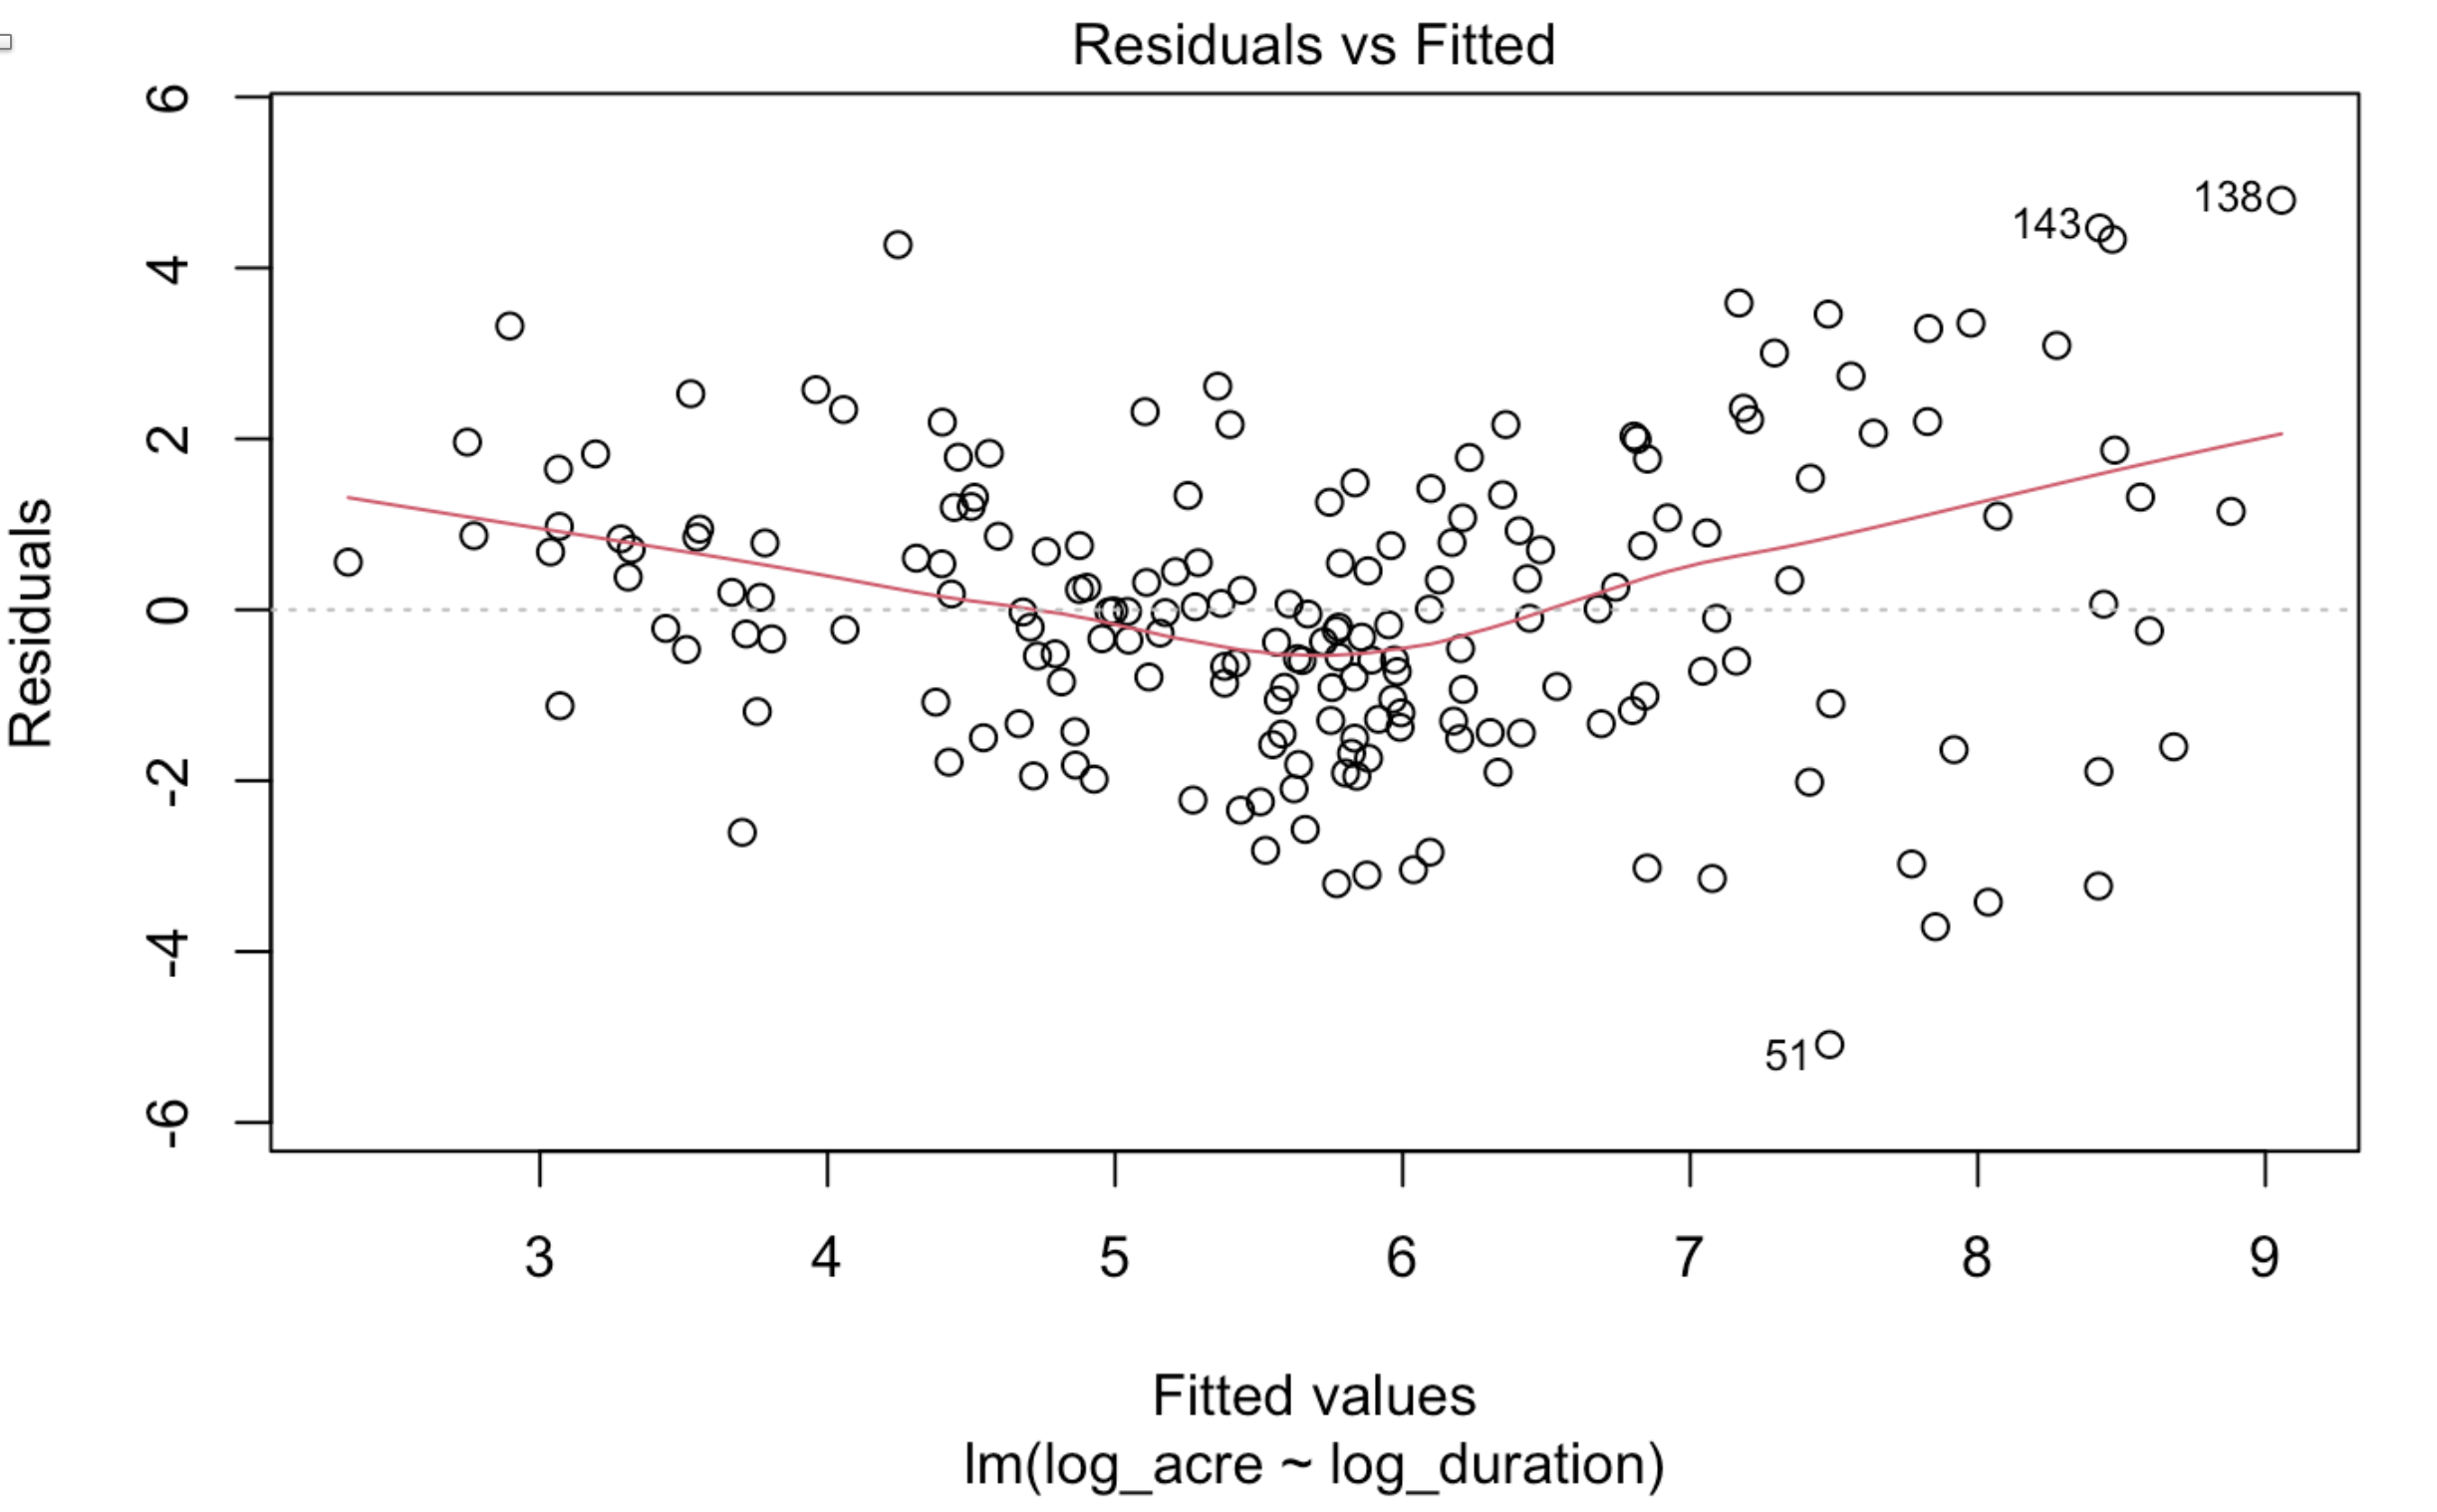 Residuals vs Fitted
Residuals
6
4
2
0
-2
-4
-6
138
143
51
3 4 5 6 7 8 9
Fitted values
lm(log_acre ~ log_duration)